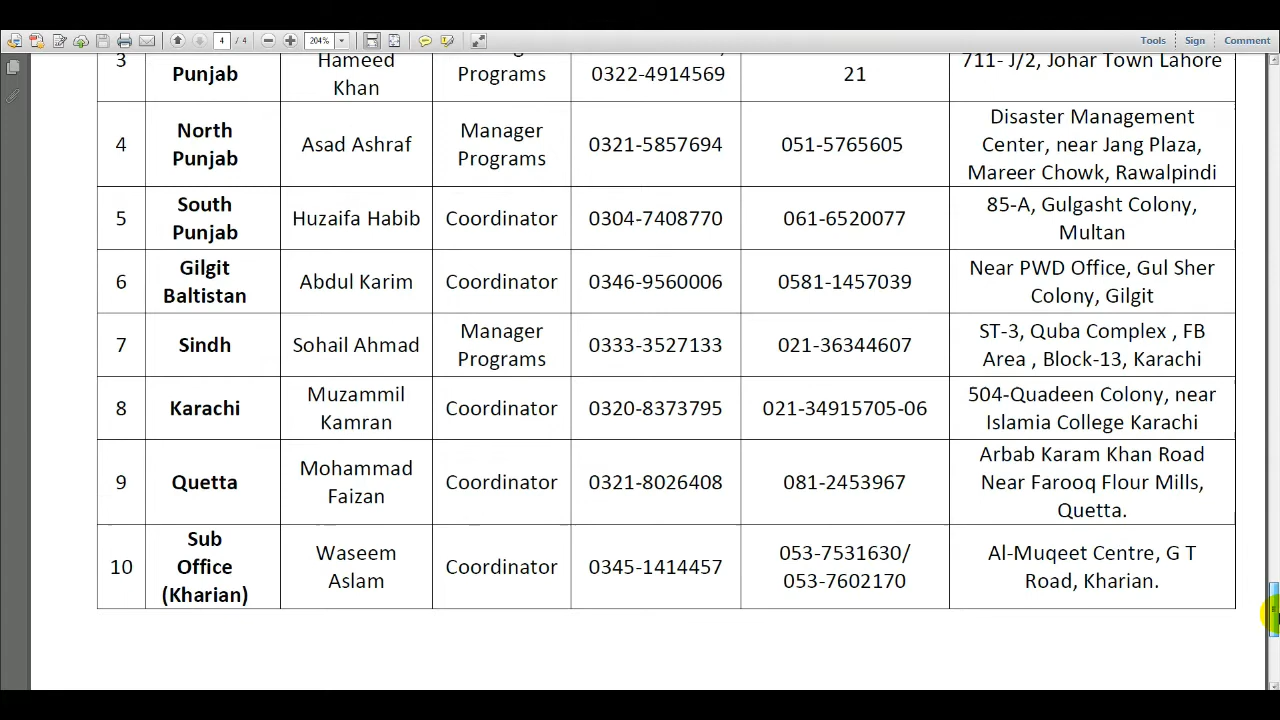 4 / 4 204% Tools Sign Comment
3 Punjab Hameed Khan Programs 0322-4914569 21 711- J/2, Johar Town Lahore
4 North Punjab Asad Ashraf Manager Programs 0321-5857694 051-5765605 Disaster Management Center, near Jang Plaza, Mareer Chowk, Rawalpindi
5 South Punjab Huzaifa Habib Coordinator 0304-7408770 061-6520077 85-A, Gulgasht Colony, Multan
6 Gilgit Baltistan Abdul Karim Coordinator 0346-9560006 0581-1457039 Near PWD Office, Gul Sher Colony, Gilgit
7 Sindh Sohail Ahmad Manager Programs 0333-3527133 021-36344607 ST-3, Quba Complex , FB Area , Block-13, Karachi
8 Karachi Muzammil Kamran Coordinator 0320-8373795 021-34915705-06 504-Quadeen Colony, near Islamia College Karachi
9 Quetta Mohammad Faizan Coordinator 0321-8026408 081-2453967 Arbab Karam Khan Road Near Farooq Flour Mills, Quetta.
10 Sub Office (Kharian) Waseem Aslam Coordinator 0345-1414457 053-7531630/ 053-7602170 Al-Muqeet Centre, G T Road, Kharian.